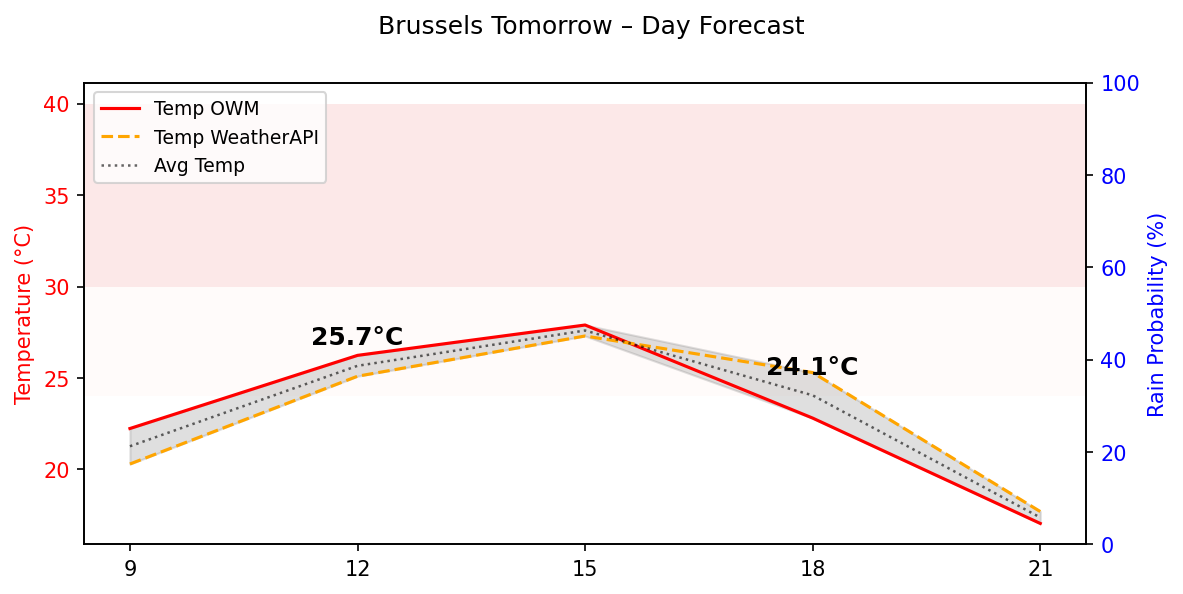 Brussels Tomorrow – Day Forecast
Temp OWM
Temp WeatherAPI
Avg Temp
Temperature (°C)
40
35
30
25
20
25.7°C
24.1°C
100
80
60
40
20
0
Rain Probability (%)
9 12 15 18 21